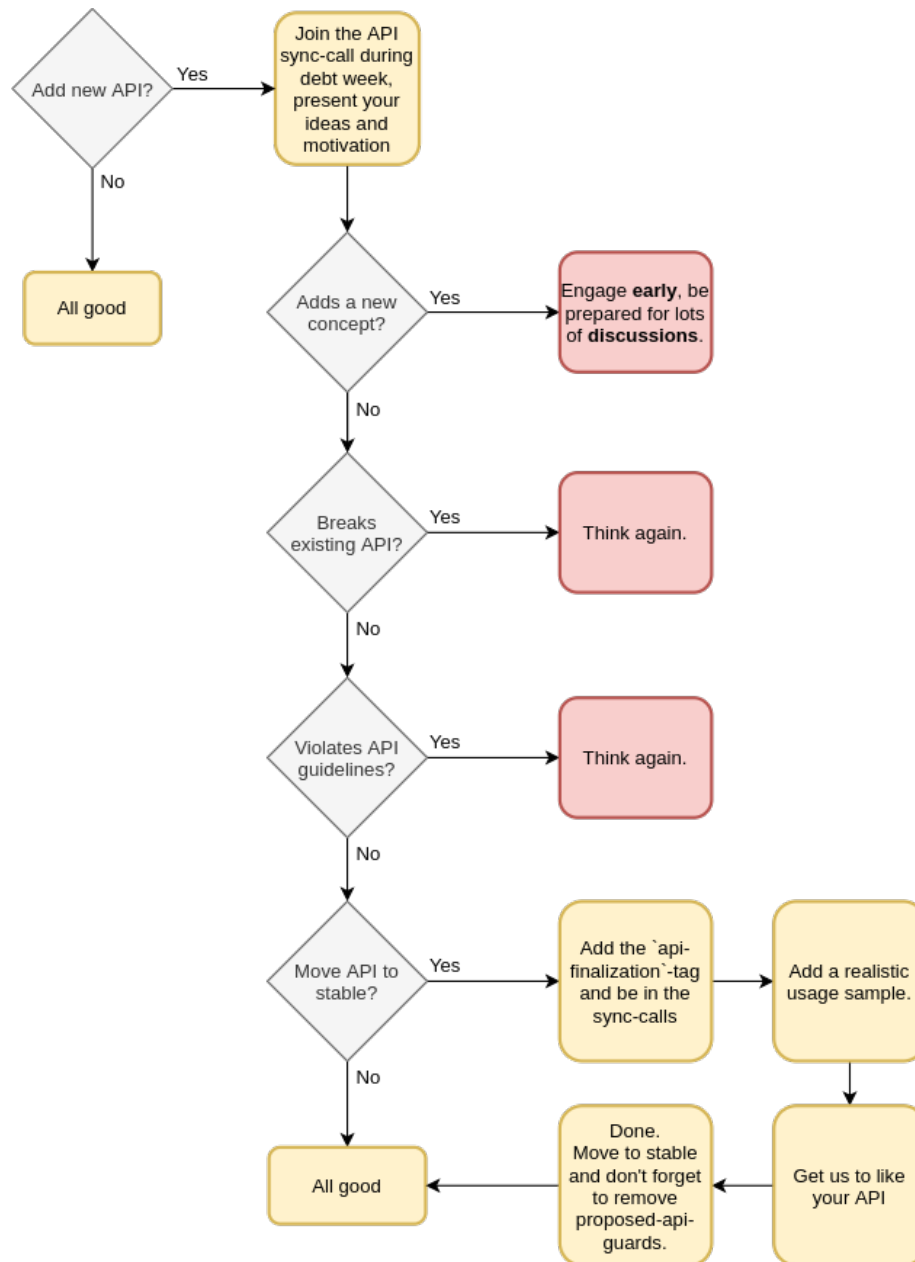 Add new API?
Yes
Join the API
sync-call during
debt week,
present your
ideas and
motivation
No
All good
Adds a new
concept?
Yes
Engage early, be
prepared for lots
of discussions.
No
Breaks
existing API?
Yes
Think again.
No
Violates API
guidelines?
Yes
Think again.
No
Move API to
stable?
Yes
Add the `api-
finalization`-tag
and be in the
sync-calls
Add a realistic
usage sample.
No
All good
Done.
Move to stable
and don't forget
to remove
proposed-api-
guards.
Get us to like
your API